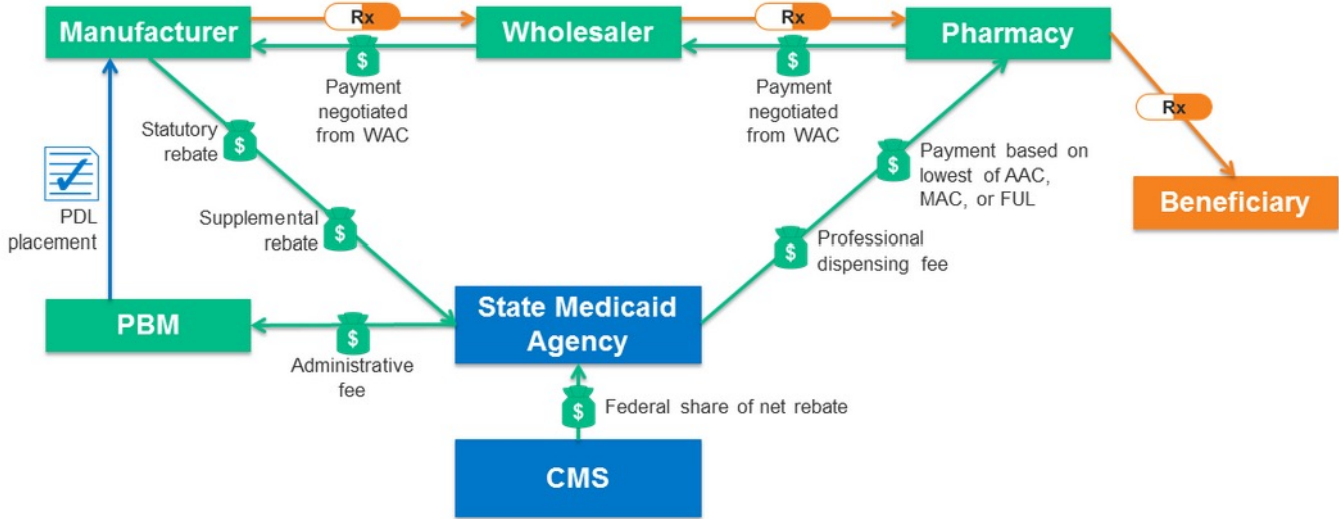 Manufacturer
Rx
Wholesaler
Rx
Pharmacy
$
Payment
negotiated
from WAC
$
Payment
negotiated
from WAC
Rx
Statutory
rebate
$
$
Payment based on
lowest of AAC,
MAC, or FUL
Beneficiary
PDL
placement
Supplemental
rebate
$
$
Professional
dispensing fee
PBM
$
Administrative
fee
State Medicaid
Agency
$
Federal share of net rebate
CMS